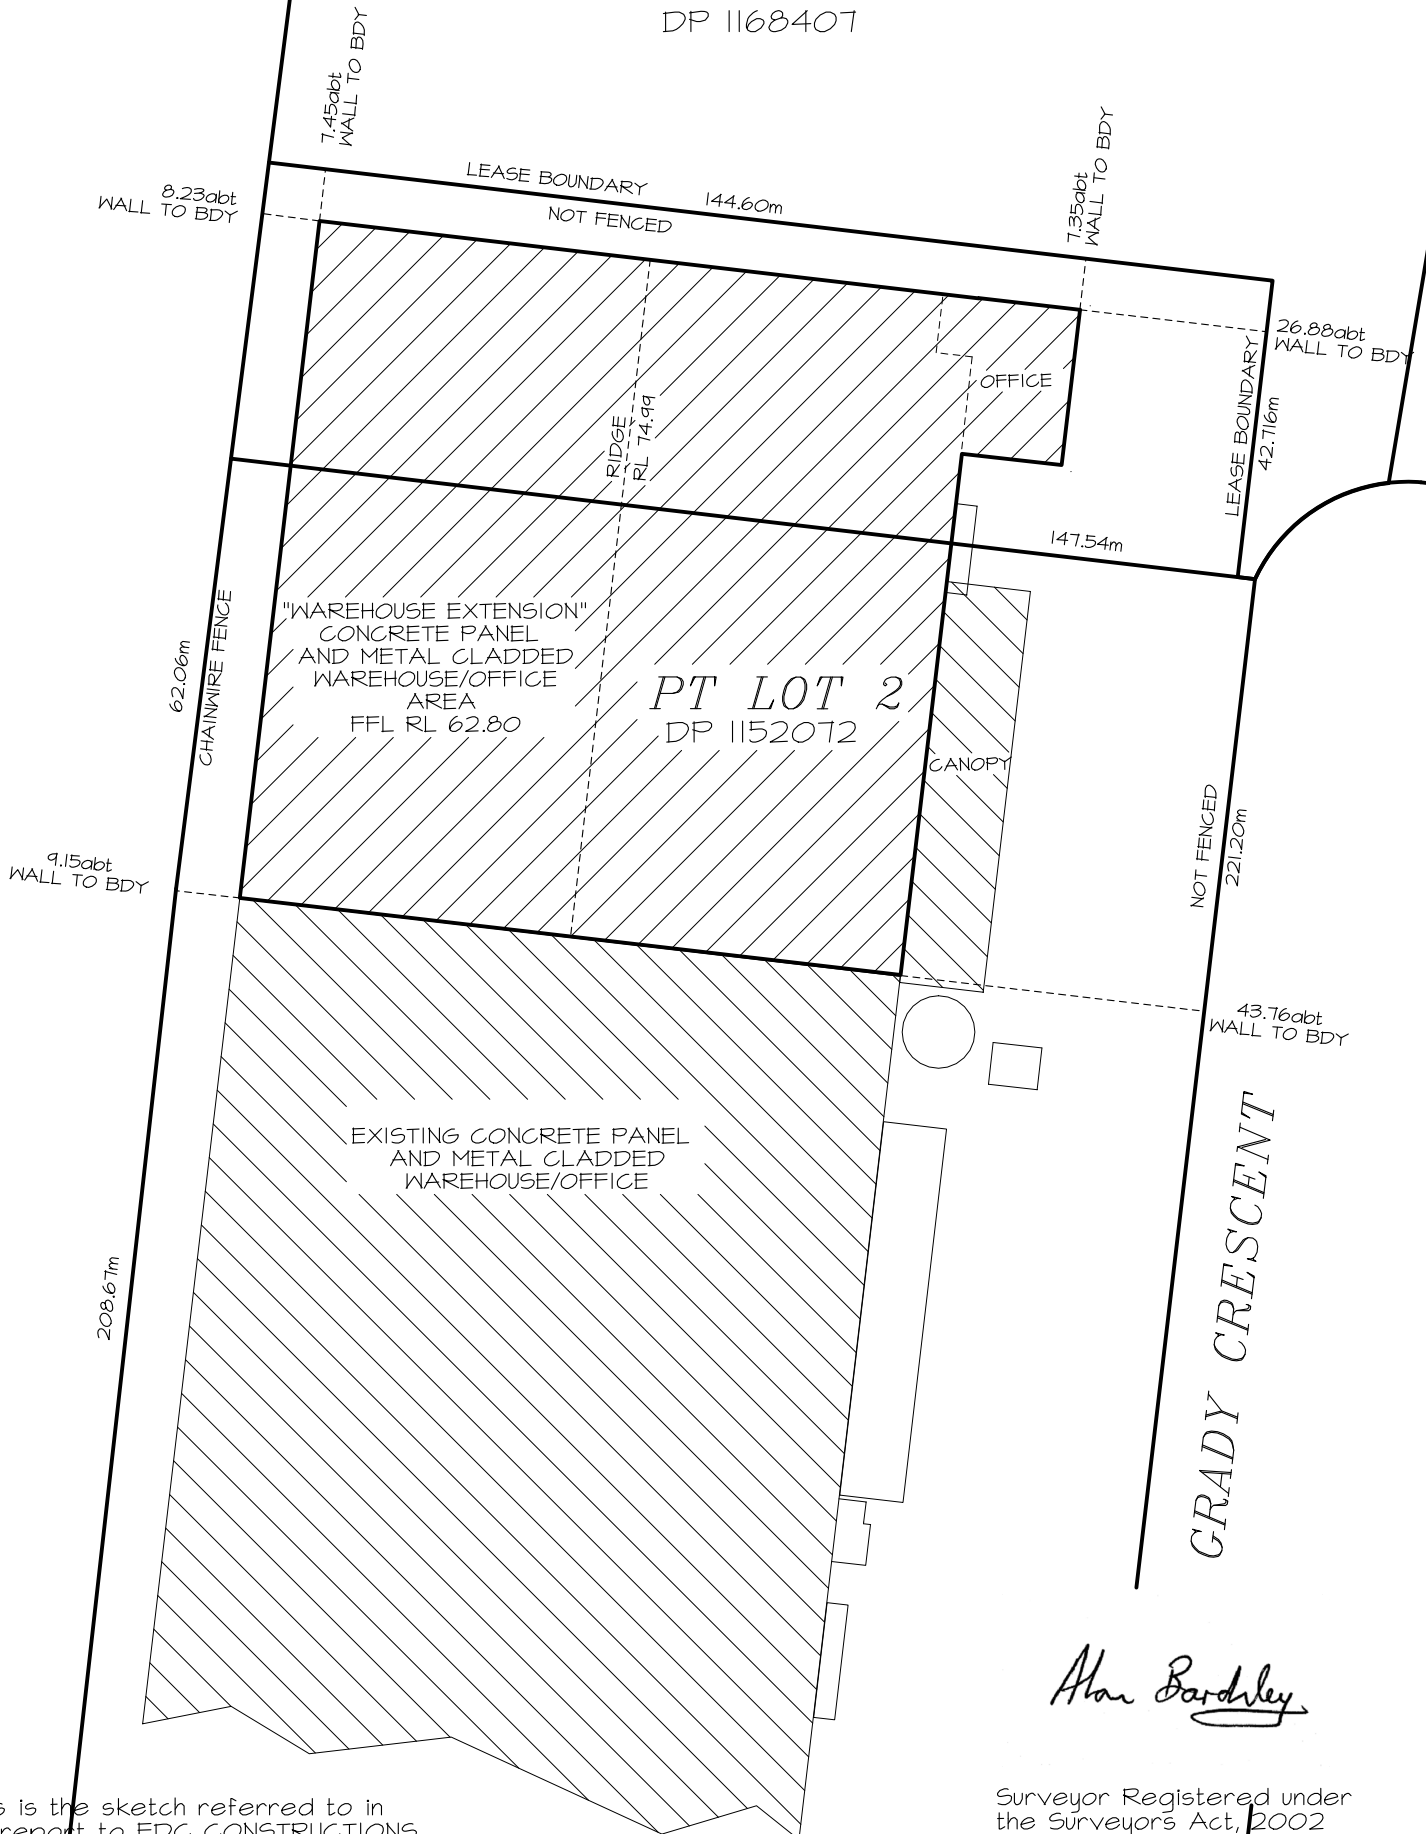 DP 1168407
7.45abt
WALL TO BDY
7.35abt
WALL TO BDY
8.23abt
WALL TO BDY
LEASE BOUNDARY
144.60m
NOT FENCED
26.88abt
WALL TO BDY
OFFICE
RIDGE
RL 74.99
LEASE BOUNDARY
42.716m
147.54m
"WAREHOUSE EXTENSION"
CONCRETE PANEL
AND METAL CLADDED
WAREHOUSE/OFFICE
AREA
FFL RL 62.80
PT LOT 2
DP 1152072
62.06m
CHAINWIRE FENCE
CANOPY
NOT FENCED
221.20m
9.15abt
WALL TO BDY
43.76abt
WALL TO BDY
EXISTING CONCRETE PANEL
AND METAL CLADDED
WAREHOUSE/OFFICE
208.67m
GRADY CRESCENT
Alan Bardsley
s is the sketch referred to in
report to FDC CONSTRUCTIONS
Surveyor Registered under
the Surveyors Act, 2002